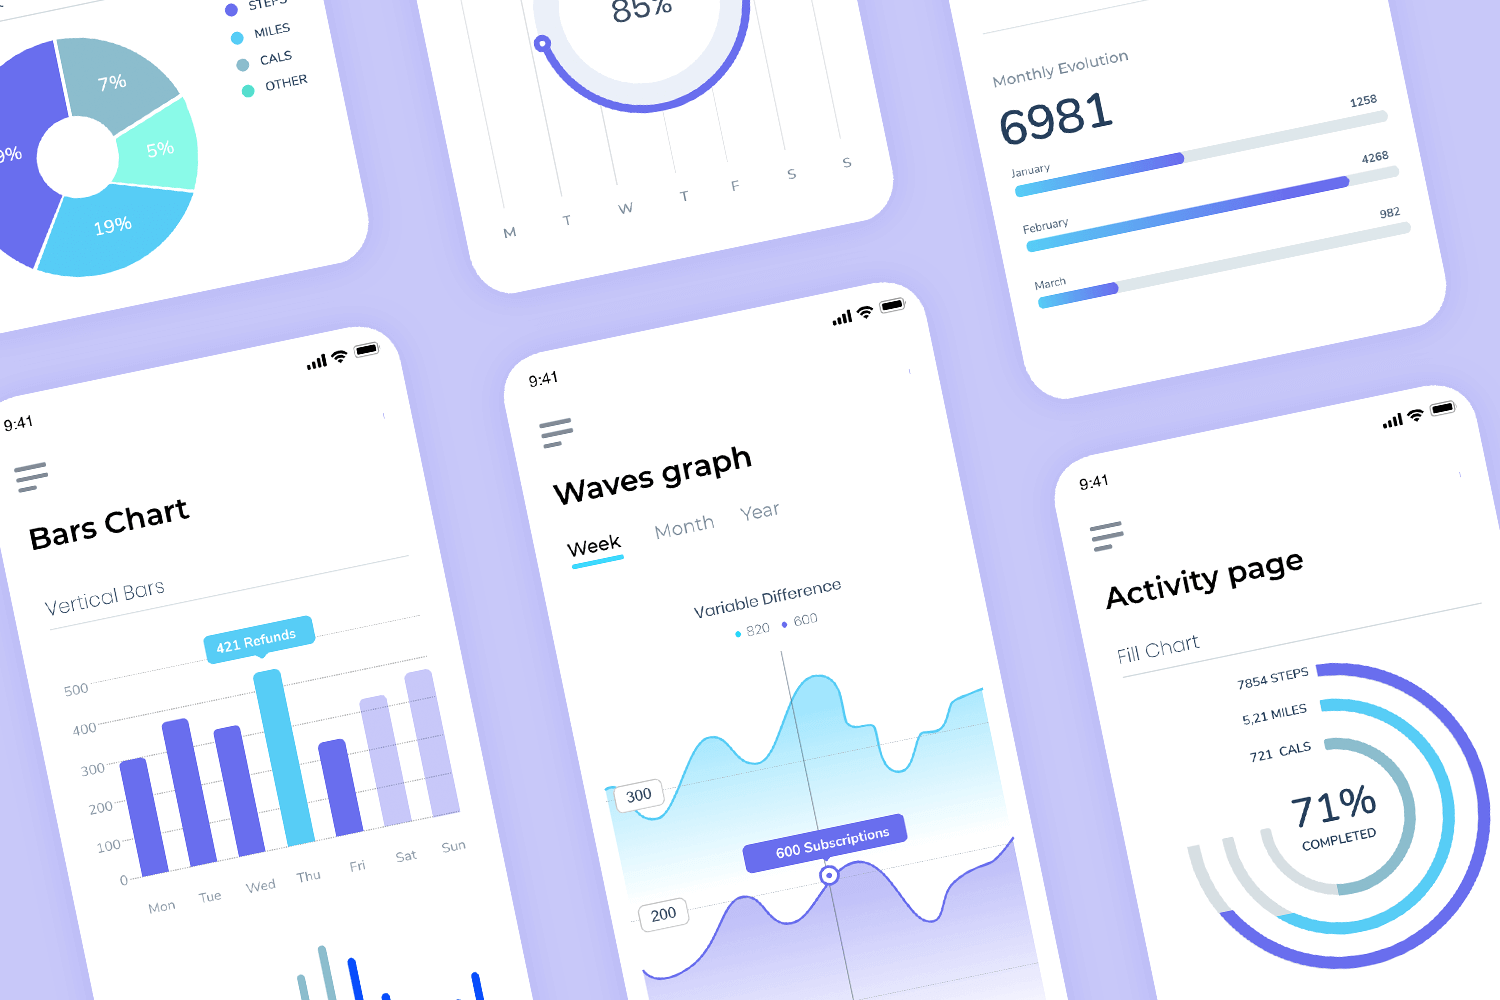 STEPS
MILES
CALS
OTHER
7%
5%
9%
19%
85%
M T W T F S S
Monthly Evolution
6981
1258
January
4268
February
982
March
9:41
Bars Chart
Vertical Bars
421 Refunds
500
400
300
200
100
0
Mon Tue Wed Thu Fri Sat Sun
9:41
Waves graph
Week Month Year
Variable Difference
820 600
300
600 Subscriptions
200
9:41
Activity page
Fill Chart
7854 STEPS
5,21 MILES
721 CALS
71%
COMPLETED